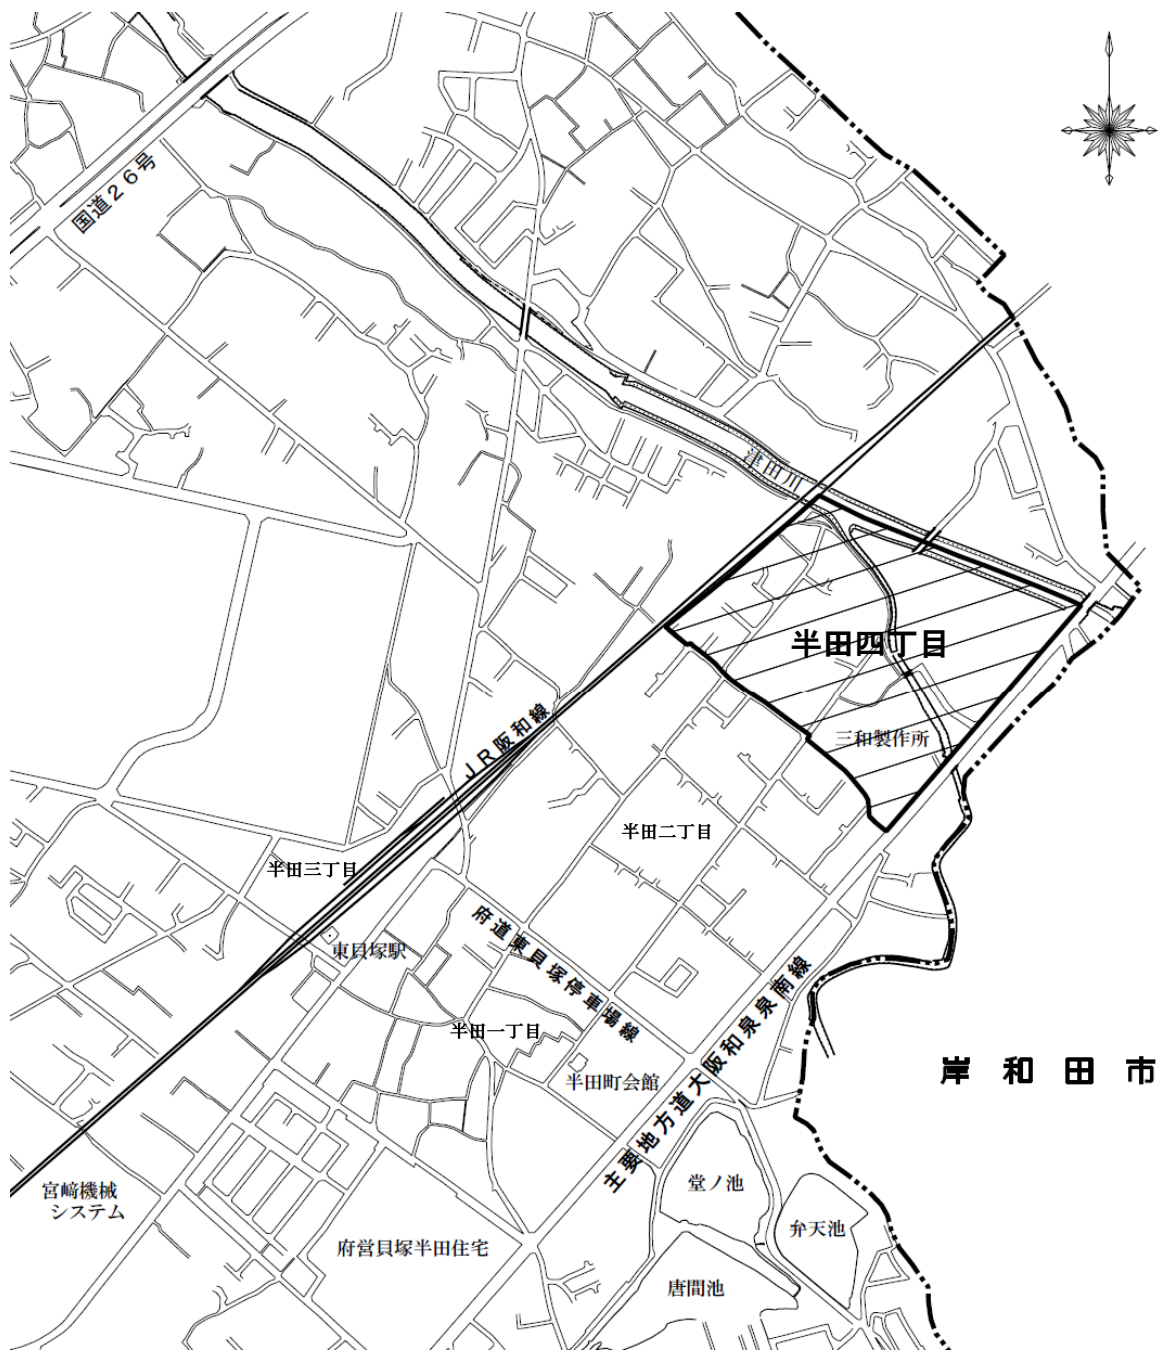 国道26号
津田川
半田四丁目
三和製作所
JR阪和線
半田二丁目
半田三丁目
東貝塚駅
府道東貝塚停車場線
半田一丁目
主要地方道大阪和泉泉南線
半田町会館
岸和田市
宮﨑機械
システム
堂ノ池
弁天池
府営貝塚半田住宅
唐間池